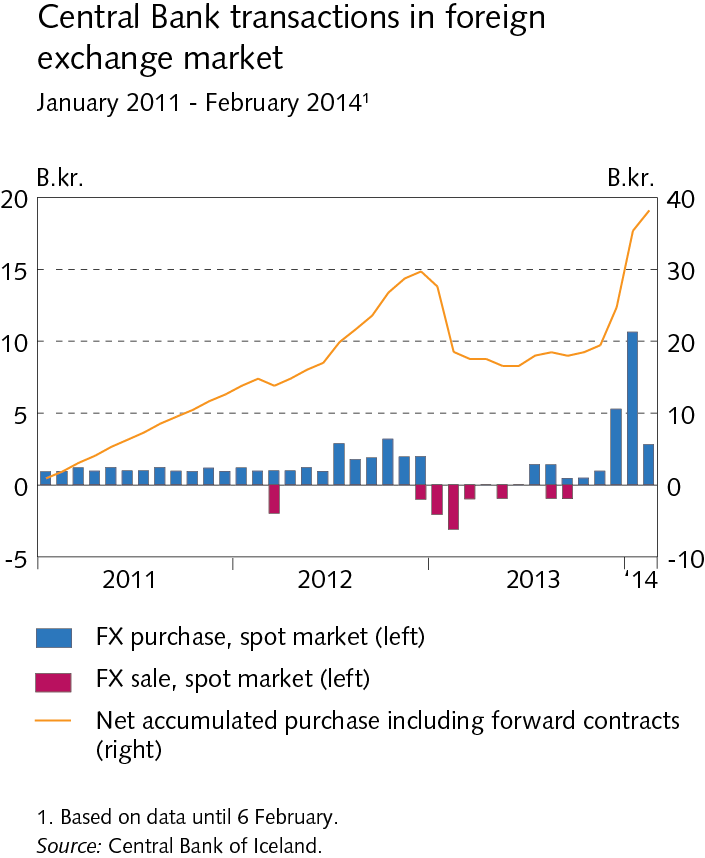 Central Bank transactions in foreign
exchange market
January 2011 - February 2014¹
B.kr.
B.kr.
20
40
15
30
10
20
5
10
0
0
-5
-10
2011
2012
2013
‘14
FX purchase, spot market (left)
FX sale, spot market (left)
Net accumulated purchase including forward contracts
(right)
1. Based on data until 6 February.
Source: Central Bank of Iceland.